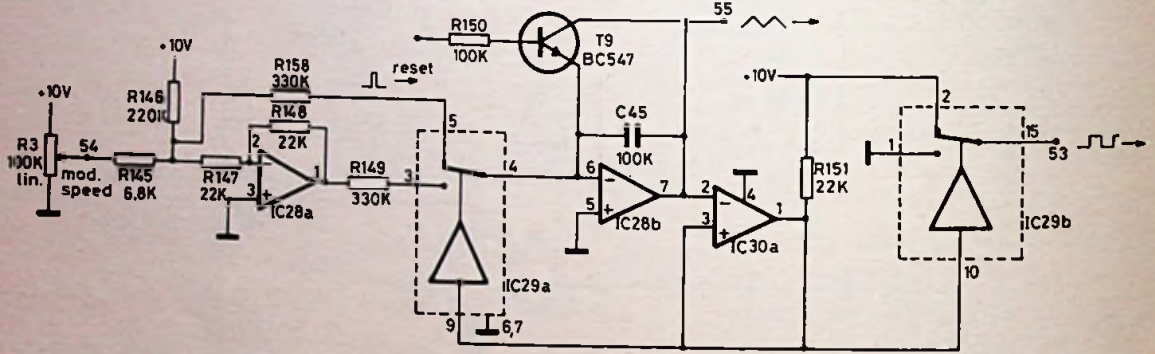 R150
100K
T9
BC547
55
+10V
R158
330K
reset
+10V
R146
220K
R148
22K
+10V
R3
100K
lin.
54
mod.
speed
R145
6,8K
R147
22K
2
3
1
IC28a
R149
330K
5
3
4
IC29a
9
6,7
C45
100K
6
5
7
IC28b
2
3
4
1
IC30a
+10V
R151
22K
2
1
15
53
IC29b
10